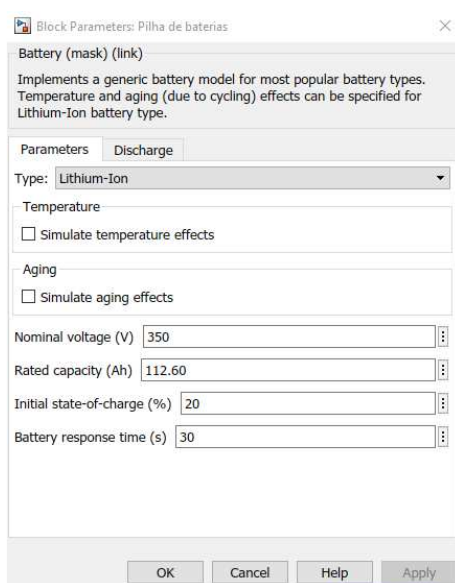 Block Parameters: Pilha de baterias
Battery (mask) (link)
Implements a generic battery model for most popular battery types.
Temperature and aging (due to cycling) effects can be specified for
Lithium-Ion battery type.
Parameters Discharge
Type: Lithium-Ion
Temperature
Simulate temperature effects
Aging
Simulate aging effects
Nominal voltage (V) 350
Rated capacity (Ah) 112.60
Initial state-of-charge (%) 20
Battery response time (s) 30
OK Cancel Help Apply